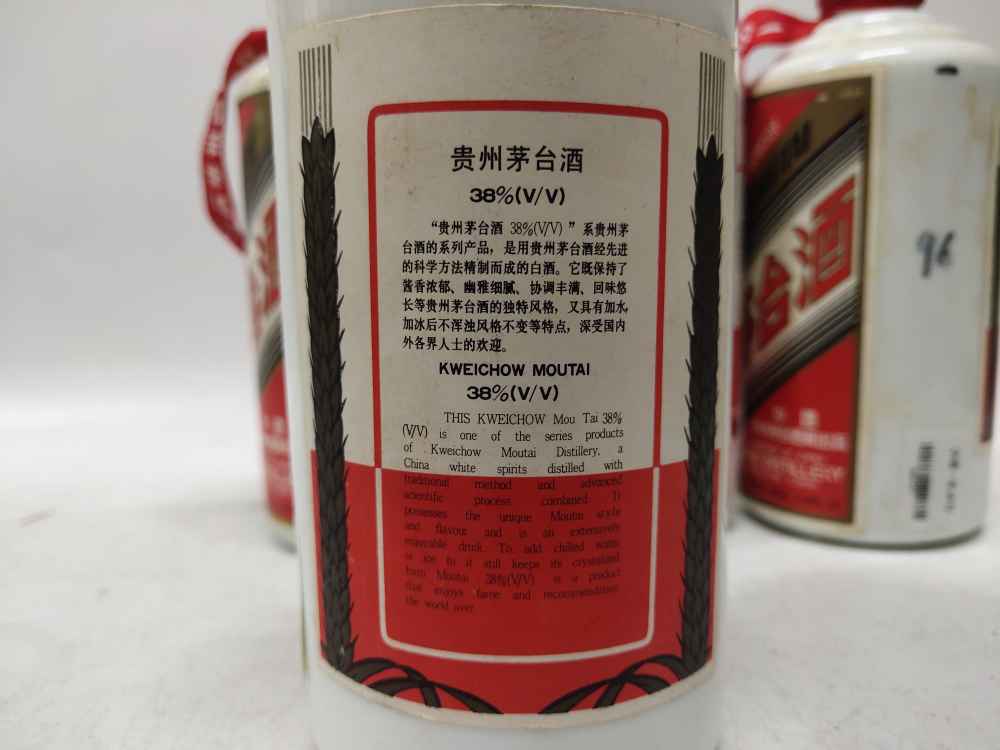 贵州茅台酒
38%(V/V)
“贵州茅台酒 38%(V/V)”系贵州茅
台酒的系列产品，是用贵州茅台酒经先进
的科学方法精制而成的白酒。它既保持了
酱香浓郁、幽雅细腻、协调丰满、回味悠
长等贵州茅台酒的独特风格，又具有加水，
加冰后不浑浊风格不变等特点，深受国内
外各界人士的欢迎。
KWEICHOW MOUTAI
38%(V/V)
THIS KWEICHOW Mou Tai 38%
(V/V) is one of the series products
of Kweichow Moutai Distillery, a
China white spirits distilled with
traditional method and advanced
scientific process combined
possesses the unique Moutai style
and flavour and is an extensively
enjoyable drink. To add chilled water
or ice to it still keeps its crystalized
form Moutai 38%(V/V) is a product
that enjoys fame and recommendations
the world over
酒
台酒
96